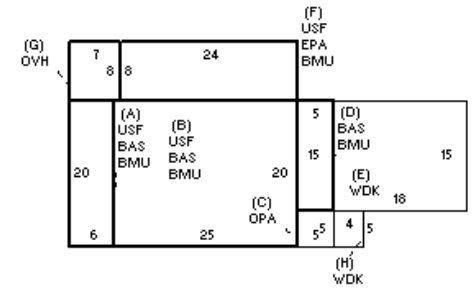 (F)
USF
EPA
BMU
(G)
OVH
7
24
8
8
(A)
USF
BAS
BMU
(B)
USF
BAS
BMU
5
(D)
BAS
BMU
15
15
20
20
(E)
WDK
18
(C)
OPA
6
25
5
5
4
5
(H)
WDK